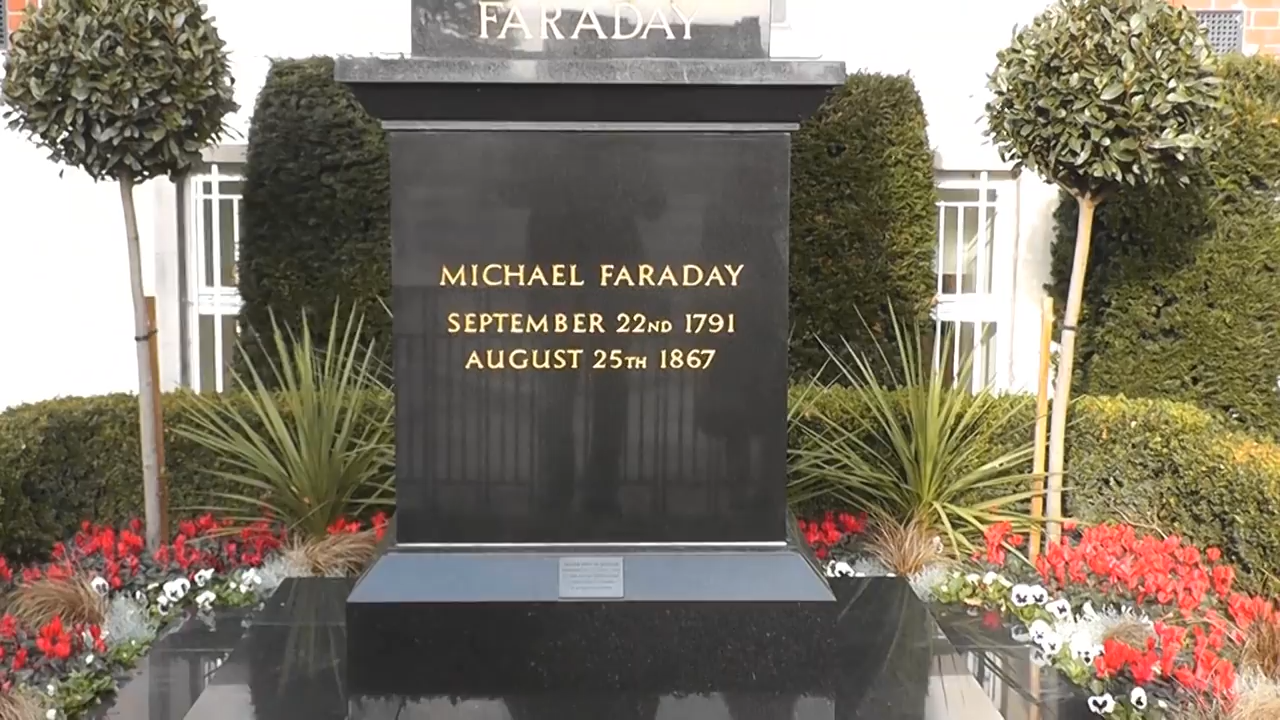 FARADAY
MICHAEL FARADAY
SEPTEMBER 22ND 1791
AUGUST 25TH 1867